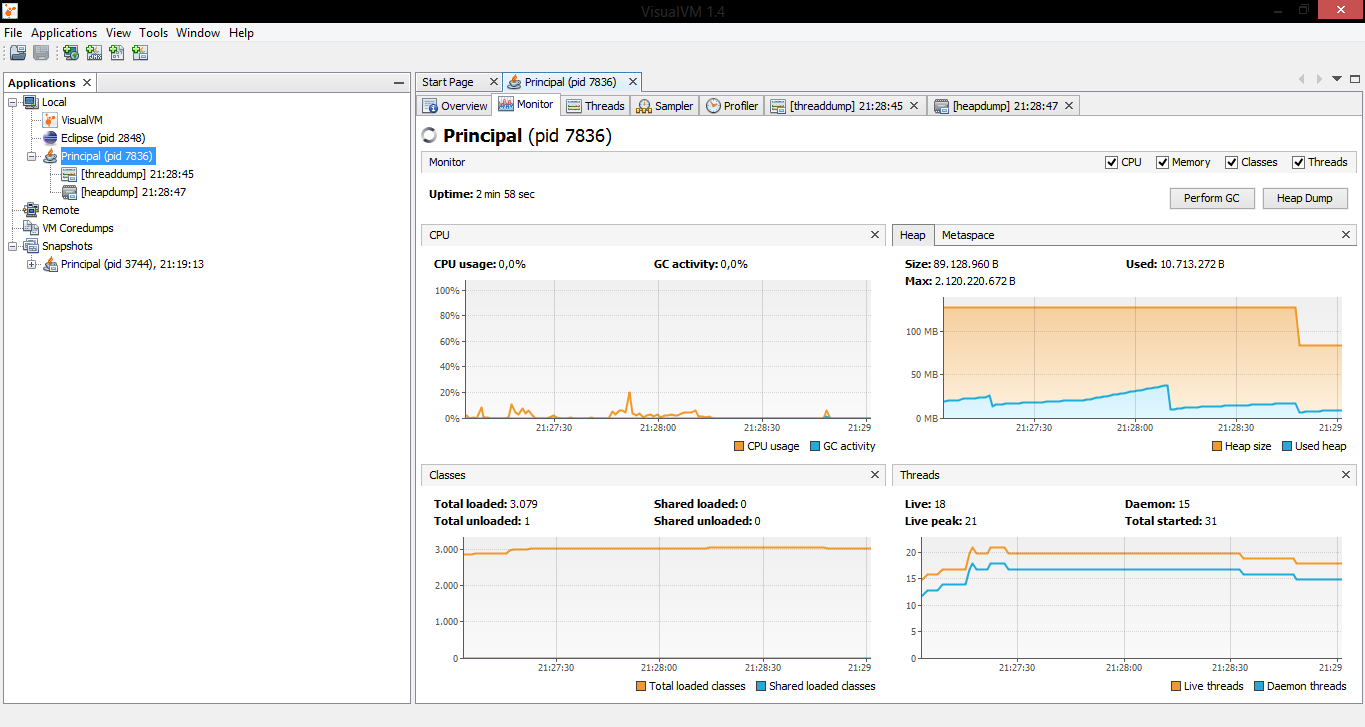 VisualVM 1.4
File Applications View Tools Window Help
Applications
Local
VisualVM
Eclipse (pid 2848)
Principal (pid 7836)
[threaddump] 21:28:45
[heapdump] 21:28:47
Remote
VM Coredumps
Snapshots
Principal (pid 3744), 21:19:13
Start Page Principal (pid 7836)
Overview Monitor Threads Sampler Profiler [threaddump] 21:28:45 [heapdump] 21:28:47
Principal (pid 7836)
Monitor CPU Memory Classes Threads
Uptime: 2 min 58 sec
Perform GC Heap Dump
CPU
CPU usage: 0,0% GC activity: 0,0%
100%
80%
60%
40%
20%
0%
21:27:30 21:28:00 21:28:30 21:29
CPU usage GC activity
Heap Metaspace
Size: 89.128.960 B Used: 10.713.272 B
Max: 2.120.220.672 B
100 MB
50 MB
0 MB
21:27:30 21:28:00 21:28:30 21:29
Heap size Used heap
Classes
Total loaded: 3.079 Shared loaded: 0
Total unloaded: 1 Shared unloaded: 0
3.000
2.000
1.000
0
21:27:30 21:28:00 21:28:30 21:29
Total loaded classes Shared loaded classes
Threads
Live: 18 Daemon: 15
Live peak: 21 Total started: 31
20
15
10
5
0
21:27:30 21:28:00 21:28:30 21:29
Live threads Daemon threads